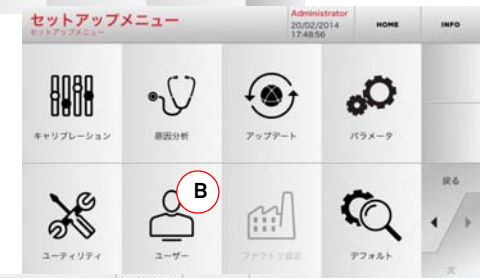 セットアップメニュー
セットアップメニュー
Administrator
20/02/2014
17:48:56
HOME
INFO
キャリブレーション
原因分析
アップデート
パラメータ
戻る
B
ユーティリティ
ユーザー
ファクトリ設定
デフォルト
次